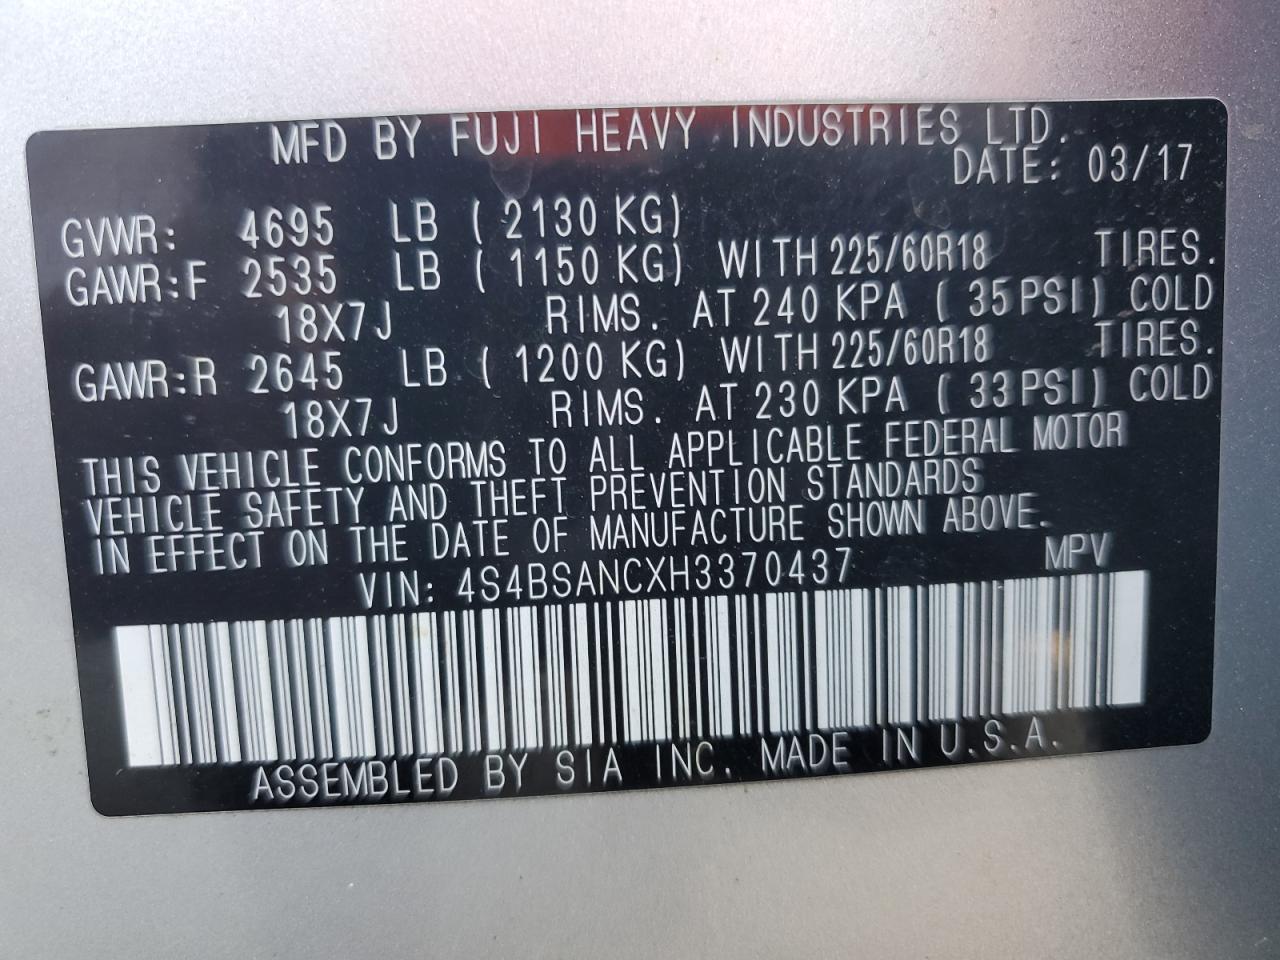 MFD BY FUJI HEAVY INDUSTRIES LTD.
DATE: 03/17
GVWR: 4695 LB ( 2130 KG)
GAWR:F 2535 LB ( 1150 KG) WITH 225/60R18 TIRES.
18X7J RIMS. AT 240 KPA ( 35 PSI) COLD
GAWR:R 2645 LB ( 1200 KG) WITH 225/60R18 TIRES.
18X7J RIMS. AT 230 KPA ( 33 PSI) COLD
THIS VEHICLE CONFORMS TO ALL APPLICABLE FEDERAL MOTOR
VEHICLE SAFETY AND THEFT PREVENTION STANDARDS
IN EFFECT ON THE DATE OF MANUFACTURE SHOWN ABOVE.
VIN: 4S4BSANCXH3370437 MPV
ASSEMBLED BY SIA INC. MADE IN U.S.A.